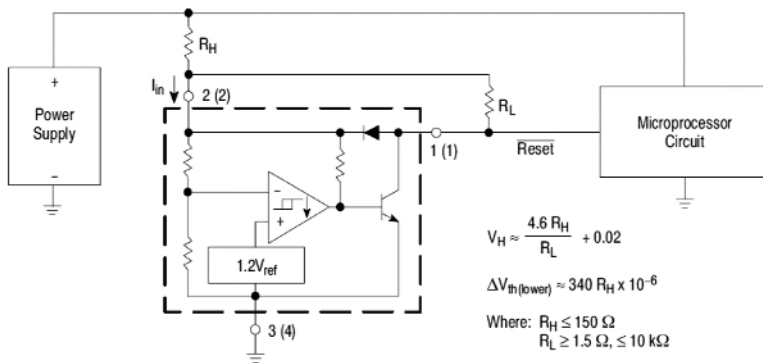 R_H
I_in
2 (2)
R_L
+
Power
Supply
−
1 (1)
Reset
Microprocessor
Circuit
−
+
1.2V_ref
3 (4)
V_H ≈ 4.6 R_H / R_L + 0.02
ΔV_th(lower) ≈ 340 R_H x 10⁻⁶
Where: R_H ≤ 150 Ω
R_L ≥ 1.5 Ω, ≤ 10 kΩ